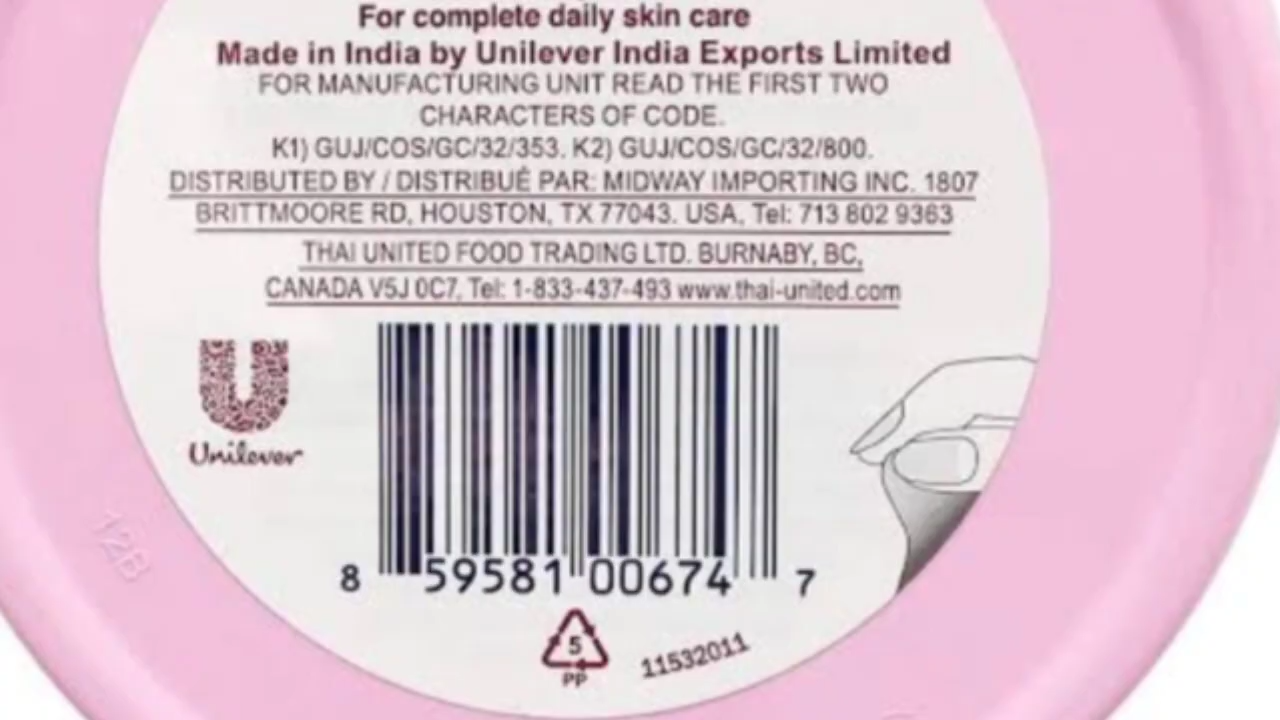 For complete daily skin care
Made in India by Unilever India Exports Limited
FOR MANUFACTURING UNIT READ THE FIRST TWO
CHARACTERS OF CODE.
K1) GUJ/COS/GC/32/353. K2) GUJ/COS/GC/32/800.
DISTRIBUTED BY / DISTRIBUÉ PAR: MIDWAY IMPORTING INC. 1807
BRITTMOORE RD, HOUSTON, TX 77043. USA, Tel: 713 802 9363
THAI UNITED FOOD TRADING LTD. BURNABY, BC,
CANADA V5J 0C7, Tel: 1-833-437-493 www.thai-united.com
Unilever
12B
8 59581 00674 7
5
PP
11532011